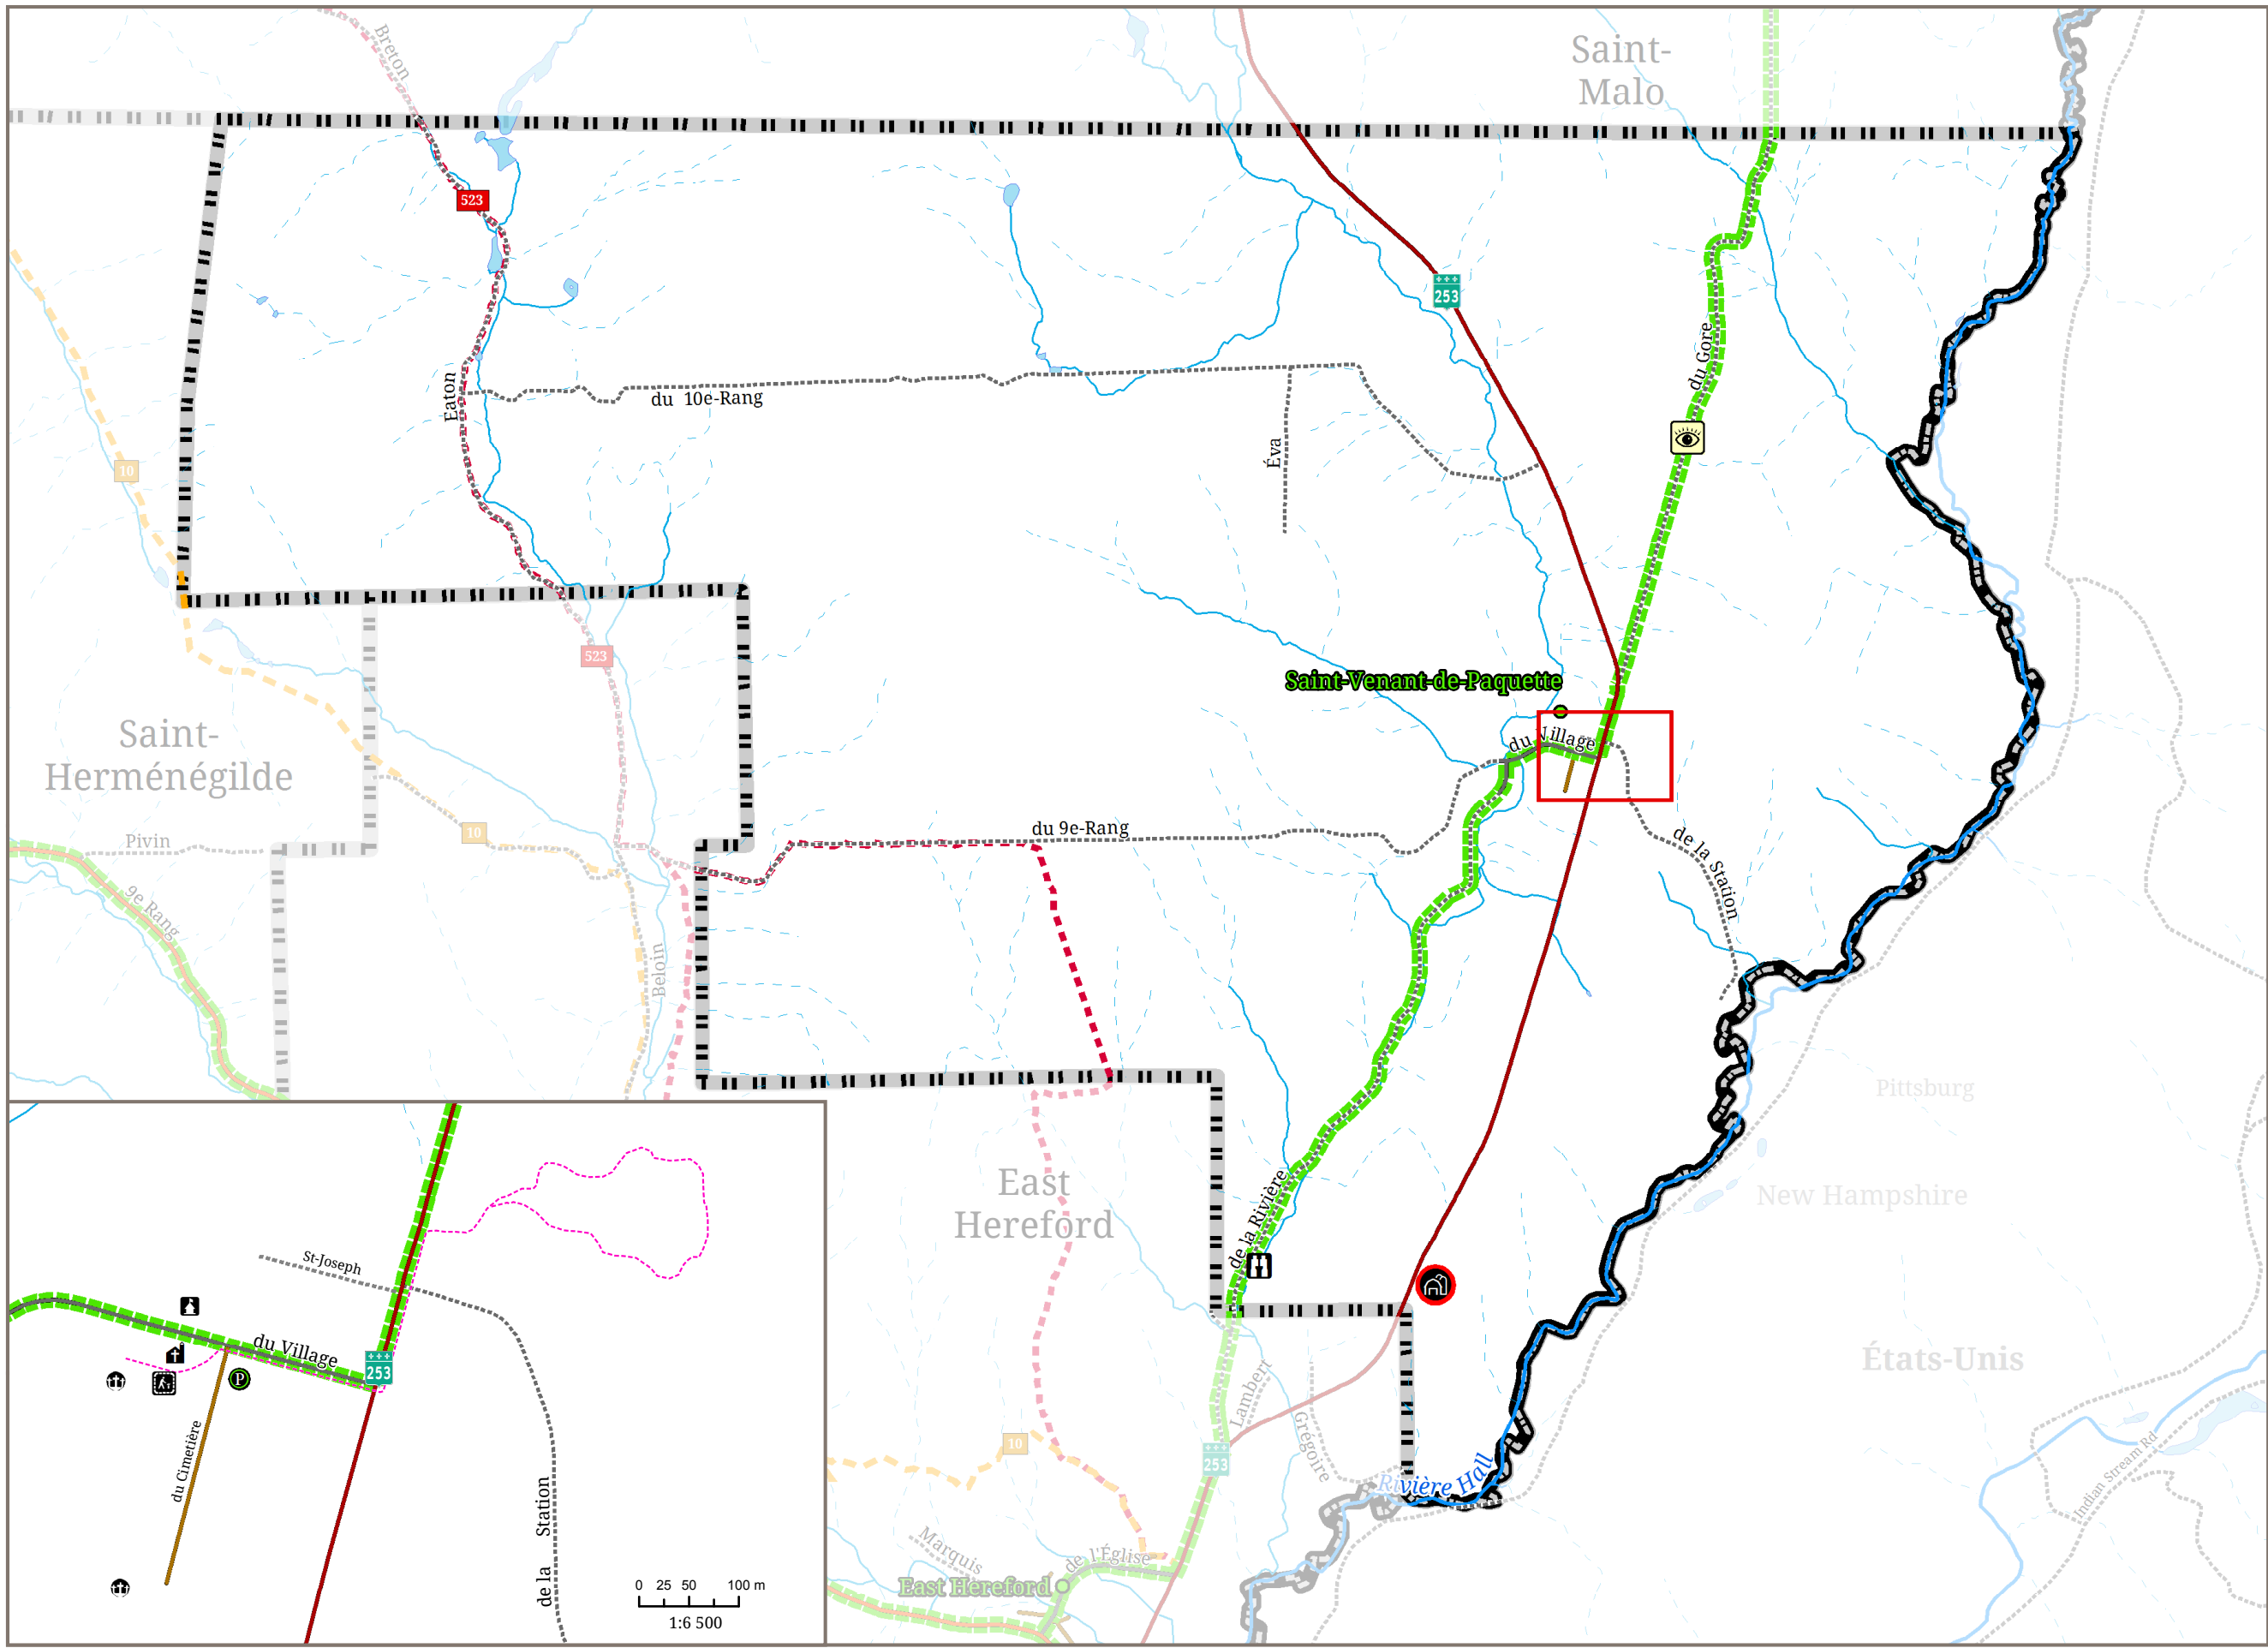 Breton
Saint-
Malo
523
253
du Gore
Eaton
du 10e-Rang
Éva
10
523
Saint-Venant-de-Paquette
Saint-
Herménégilde
du Village
10
du 9e-Rang
de la Station
Pivin
9e Rang
Beloin
Pittsburg
East
Hereford
New Hampshire
de la Rivière
États-Unis
Lambert
Grégoire
10
253
Rivière Hall
Indian Stream Rd
Marquis
de l'Église
East Hereford
St-Joseph
du Village
253
P
du Cimetière
de la Station
0 25 50 100 m
1:6 500